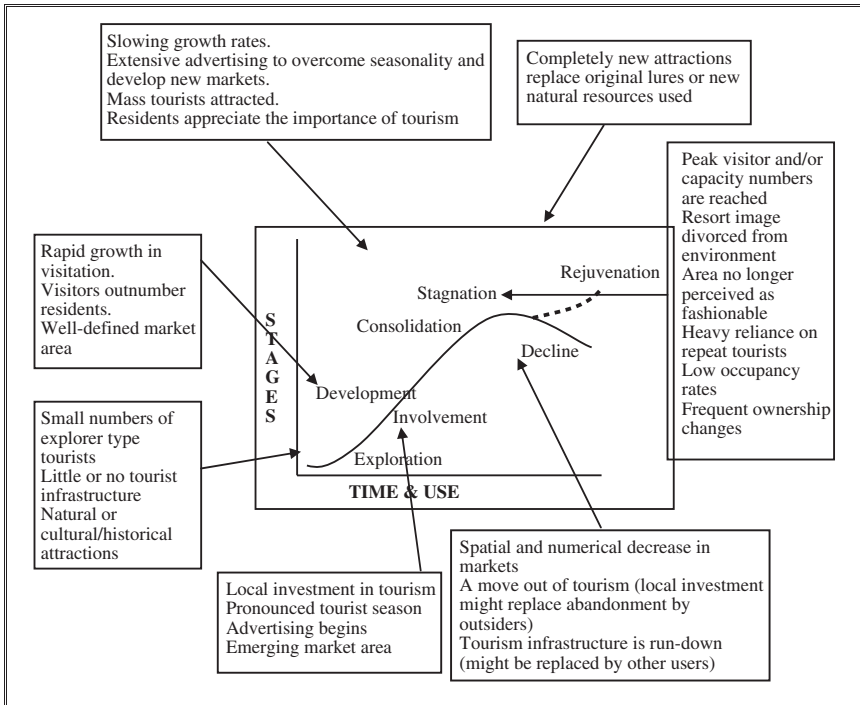 Slowing growth rates.
Extensive advertising to overcome seasonality and
develop new markets.
Mass tourists attracted.
Residents appreciate the importance of tourism
Completely new attractions
replace original lures or new
natural resources used
Peak visitor and/or
capacity numbers
are reached
Resort image
divorced from
environment
Area no longer
perceived as
fashionable
Heavy reliance on
repeat tourists
Low occupancy
rates
Frequent ownership
changes
Rapid growth in
visitation.
Visitors outnumber
residents.
Well-defined market
area
Small numbers of
explorer type
tourists
Little or no tourist
infrastructure
Natural or
cultural/historical
attractions
STAGES
Rejuvenation
Stagnation
Consolidation
Decline
Development
Involvement
Exploration
TIME & USE
Local investment in tourism
Pronounced tourist season
Advertising begins
Emerging market area
Spatial and numerical decrease in
markets
A move out of tourism (local investment
might replace abandonment by
outsiders)
Tourism infrastructure is run-down
(might be replaced by other users)